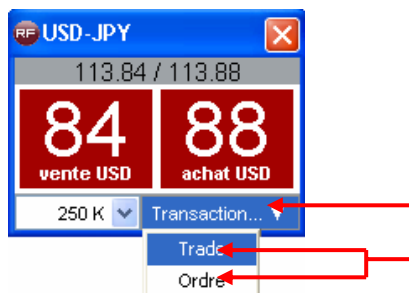 RF USD-JPY
113.84 / 113.88
84 88
vente USD achat USD
250 K Transaction...
Trade
Ordre